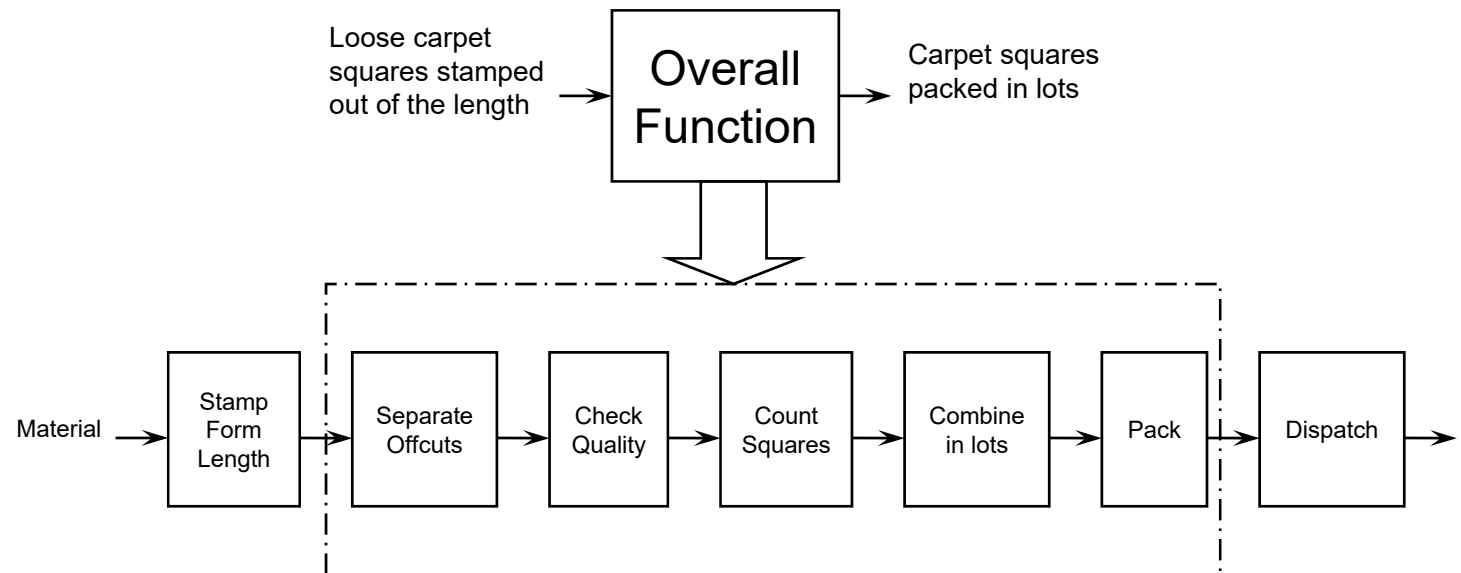 Loose carpet
squares stamped
out of the length
Overall
Function
Carpet squares
packed in lots
Material
Stamp
Form
Length
Separate
Offcuts
Check
Quality
Count
Squares
Combine
in lots
Pack
Dispatch